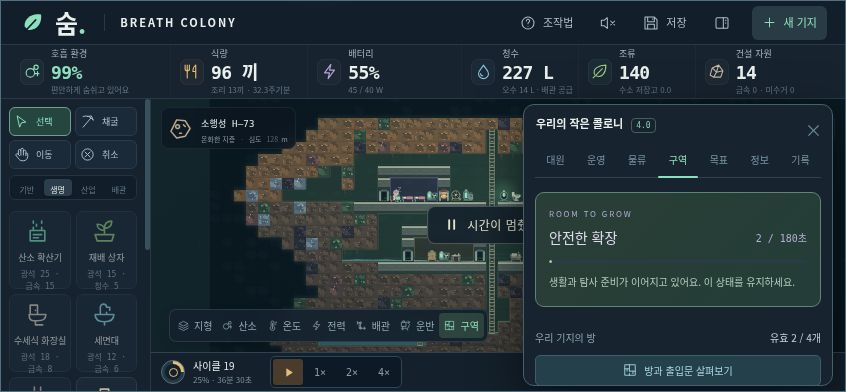 숨.
BREATH COLONY
조작법
저장
새 기지
호흡 환경
99%
편안하게 숨쉬고 있어요
식량
96 끼
조리 13끼 · 32.3주기분
배터리
55%
45 / 40 W
청수
227 L
오수 14 L · 배관 공급
조류
140
수소 저장고 0.0
건설 자원
14
금속 0 · 미수거 0
선택
채굴
이동
취소
기반
생명
산업
배관
산소 확산기
광석 25 ·
금속 15
재배 상자
광석 15 ·
청수 5
수세식 화장실
광석 18 ·
금속 8
세면대
광석 12 ·
금속 6
소행성 H–73
온화한 지층 · 심도 128 m
시간이 멈췄
지형
산소
온도
전력
배관
운반
구역
사이클 19
25% · 36분 30초
1×
2×
4×
우리의 작은 콜로니
4.0
대원
운영
물류
구역
목표
정보
기록
ROOM TO GROW
안전한 확장
2 / 180초
생활과 탐사 준비가 이어지고 있어요. 이 상태를 유지하세요.
우리 기지의 방
유효 2 / 4개
방과 출입문 살펴보기